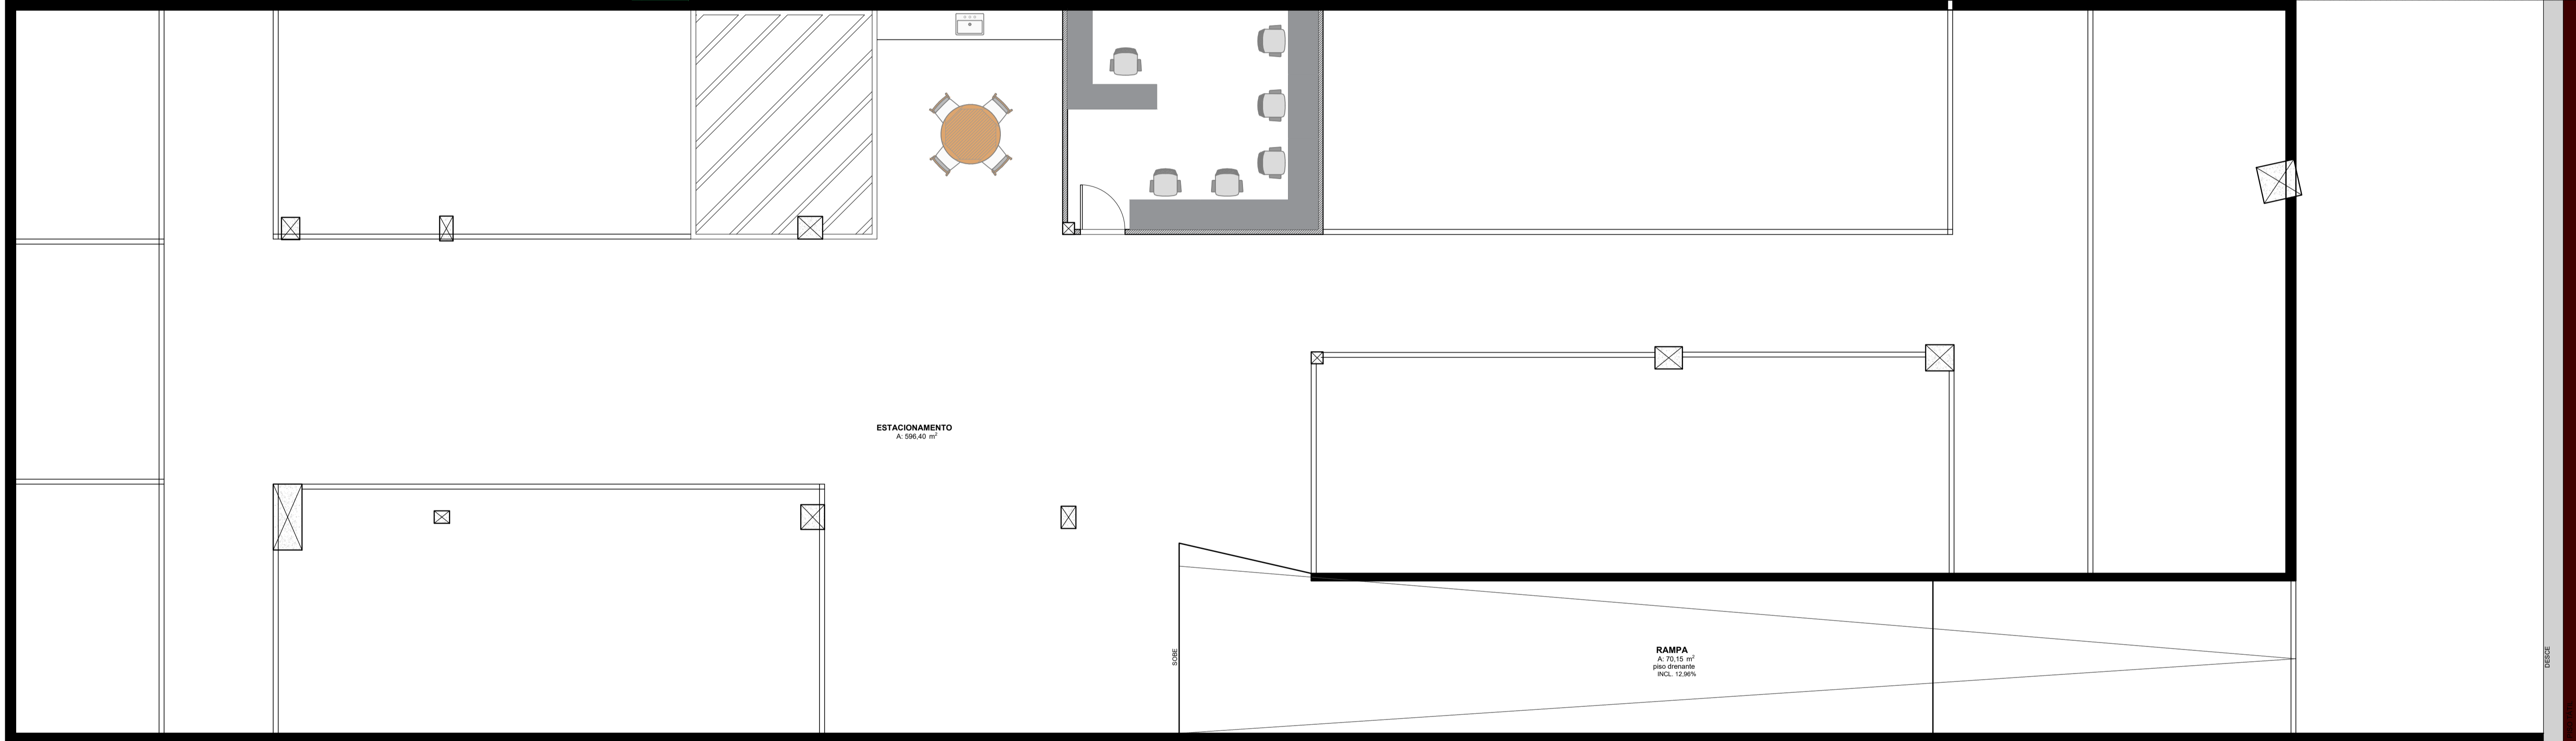 ESTACIONAMENTO
A: 596,40 m²
SOBE
RAMPA
A: 70,15 m²
piso drenante
INCL. 12,96%
DESCE